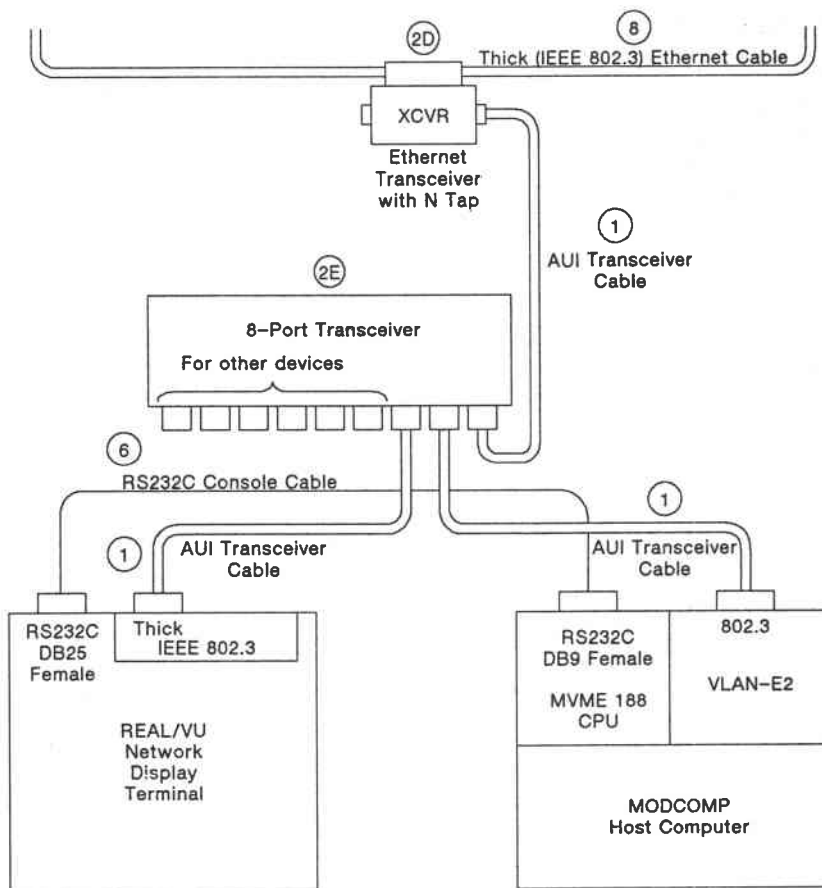 2D
8
Thick (IEEE 802.3) Ethernet Cable
XCVR
Ethernet
Transceiver
with N Tap
1
AUI Transceiver
Cable
2E
8-Port Transceiver
For other devices
6
RS232C Console Cable
1
AUI Transceiver
Cable
1
AUI Transceiver
Cable
RS232C
DB25
Female
Thick
IEEE 802.3
REAL/VU
Network
Display
Terminal
RS232C
DB9 Female
MVME 188
CPU
802.3
VLAN-E2
MODCOMP
Host Computer